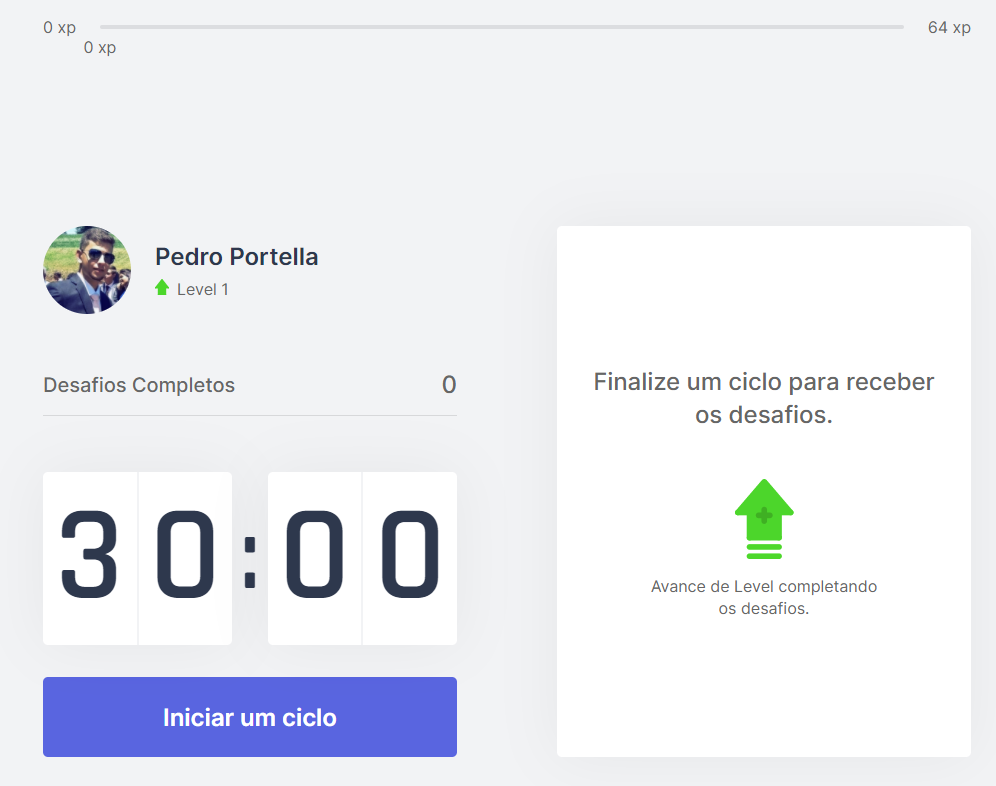 0 xp
64 xp
0 xp
Pedro Portella
Level 1
Desafios Completos
0
30:00
Iniciar um ciclo
Finalize um ciclo para receber
os desafios.
Avance de Level completando
os desafios.